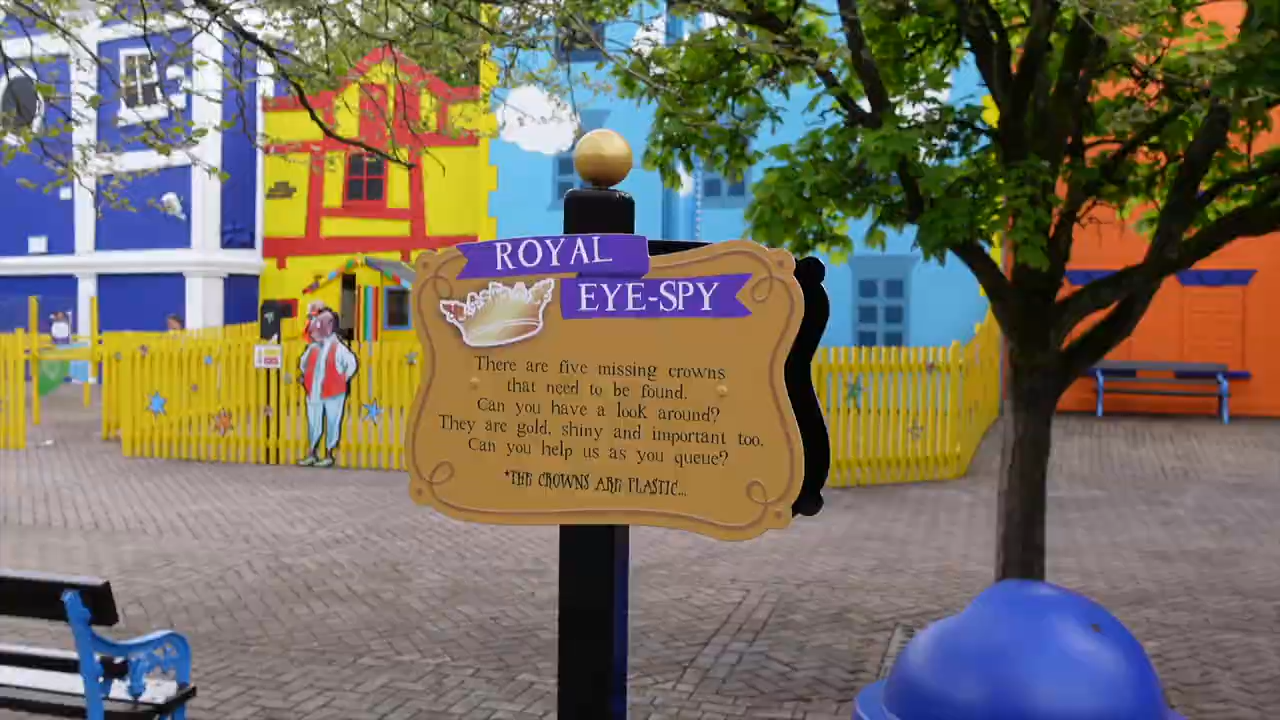 ROYAL
EYE-SPY
There are five missing crowns
that need to be found.
Can you have a look around?
They are gold, shiny and important too.
Can you help us as you queue?
*THE CROWNS ARE PLASTIC...